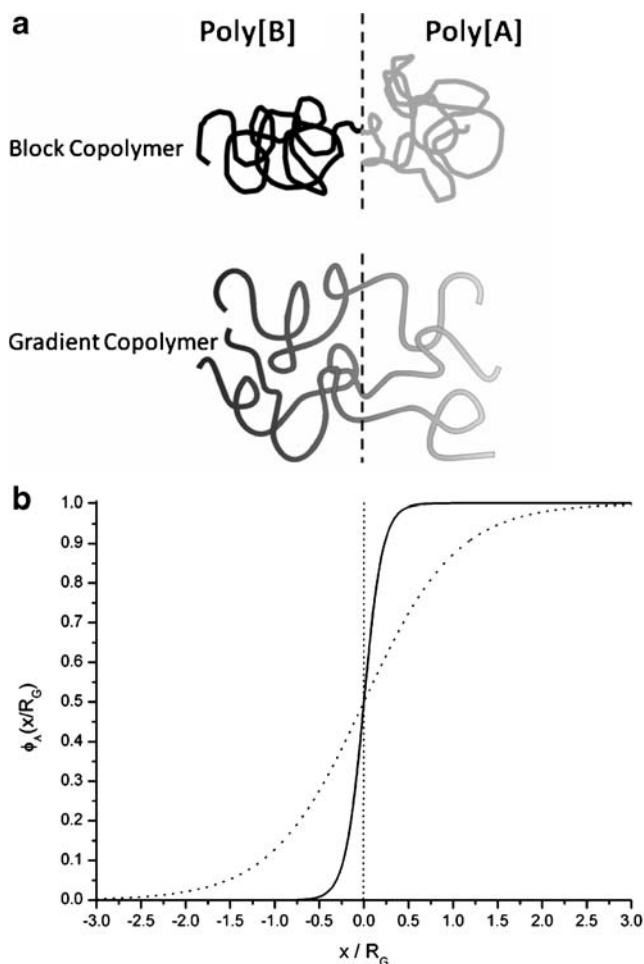 a
Poly[B] Poly[A]
Block Copolymer
Gradient Copolymer
b
1.0
0.9
0.8
0.7
0.6
0.5
0.4
0.3
0.2
0.1
0.0
ϕA(x/RG)
-3.0 -2.5 -2.0 -1.5 -1.0 -0.5 0.0 0.5 1.0 1.5 2.0 2.5 3.0
x / RG